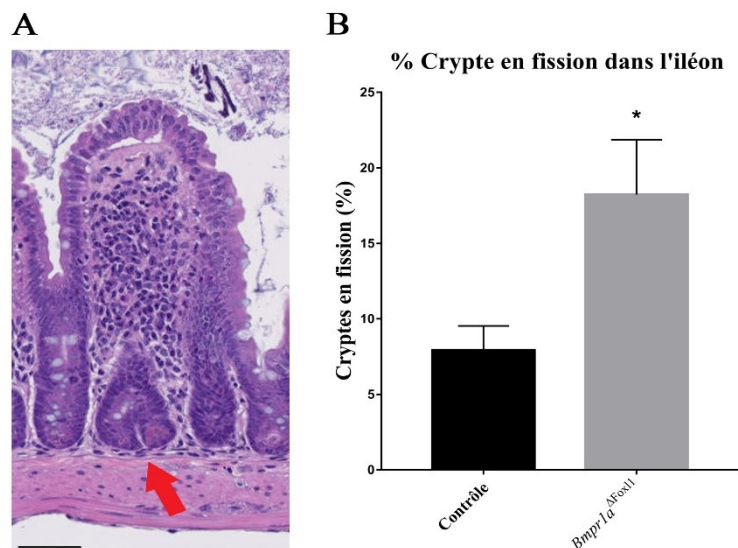 A
B
% Crypte en fission dans l'iléon
Cryptes en fission (%)
25
20
15
10
5
0
*
Contrôle
Bmpr1a ΔFoxl1